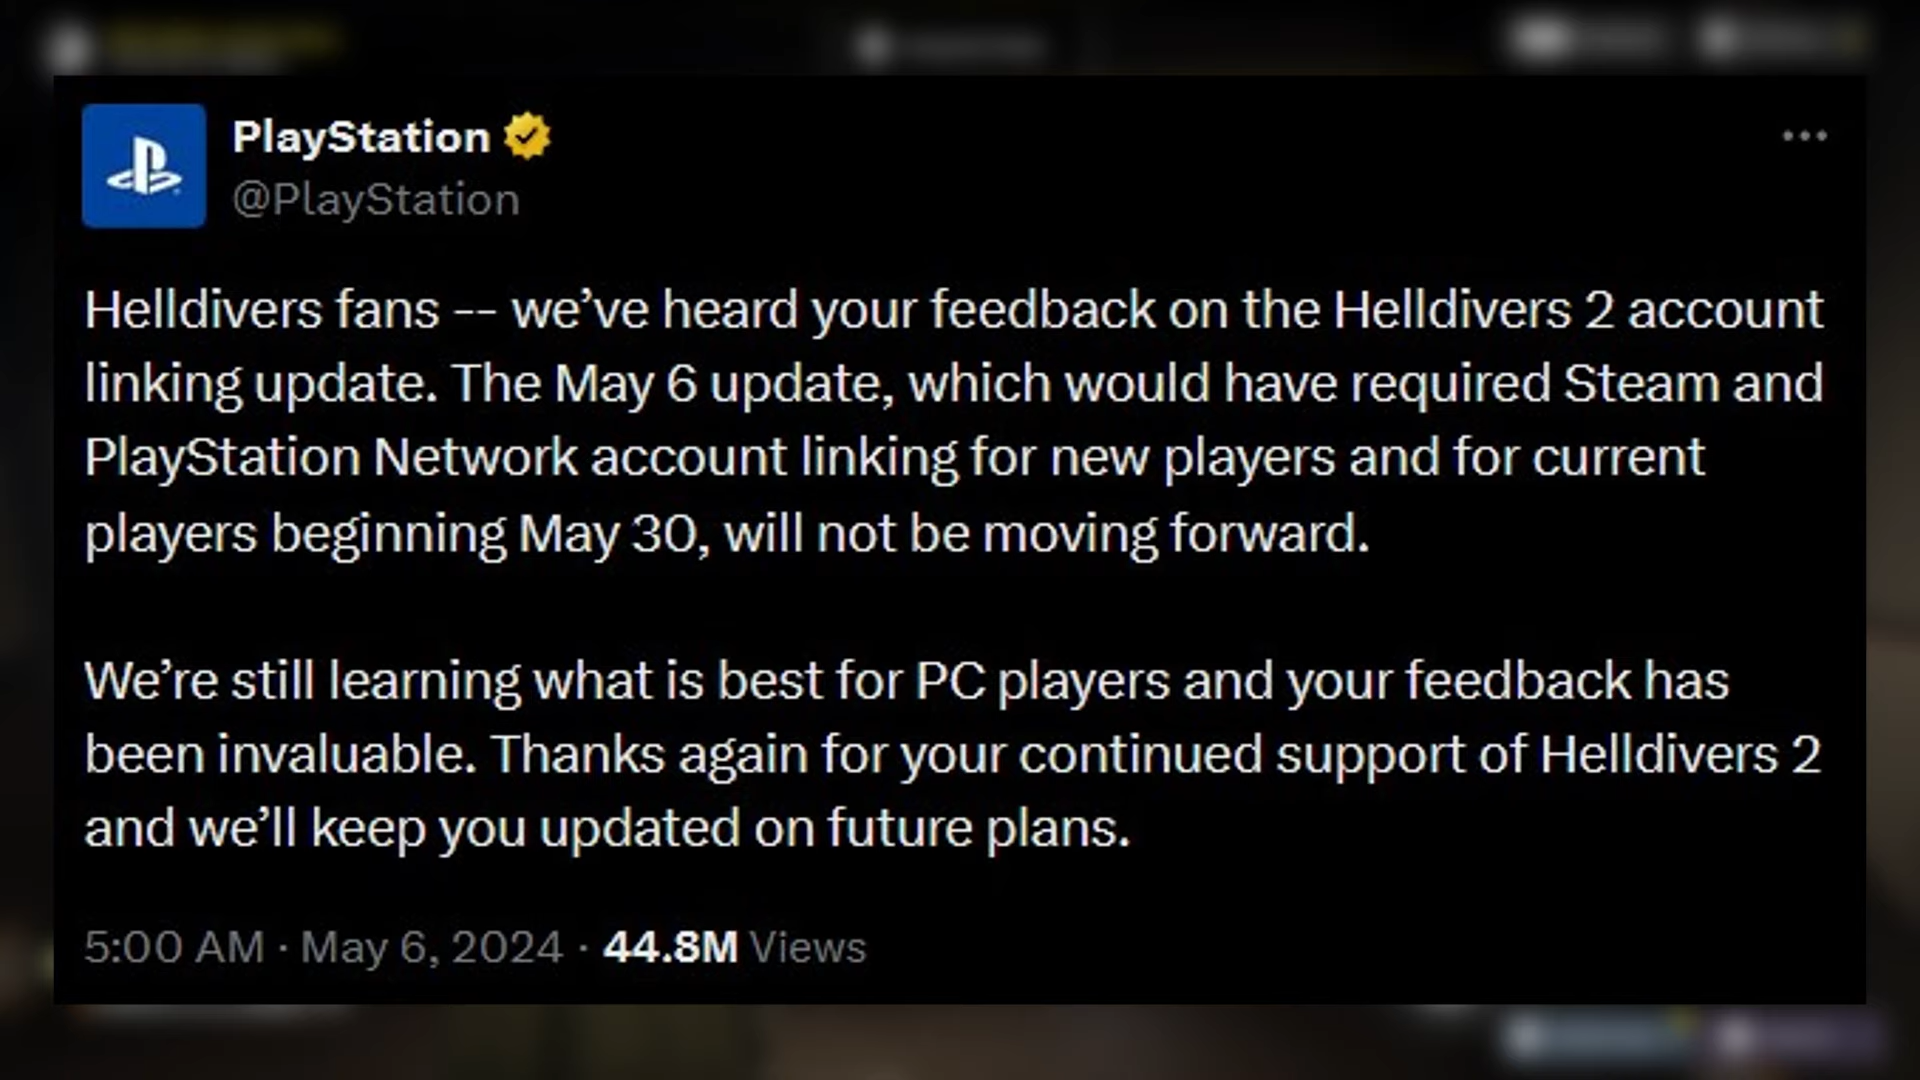 PlayStation
@PlayStation
Helldivers fans -- we’ve heard your feedback on the Helldivers 2 account
linking update. The May 6 update, which would have required Steam and
PlayStation Network account linking for new players and for current
players beginning May 30, will not be moving forward.
We’re still learning what is best for PC players and your feedback has
been invaluable. Thanks again for your continued support of Helldivers 2
and we’ll keep you updated on future plans.
5:00 AM · May 6, 2024 · 44.8M Views